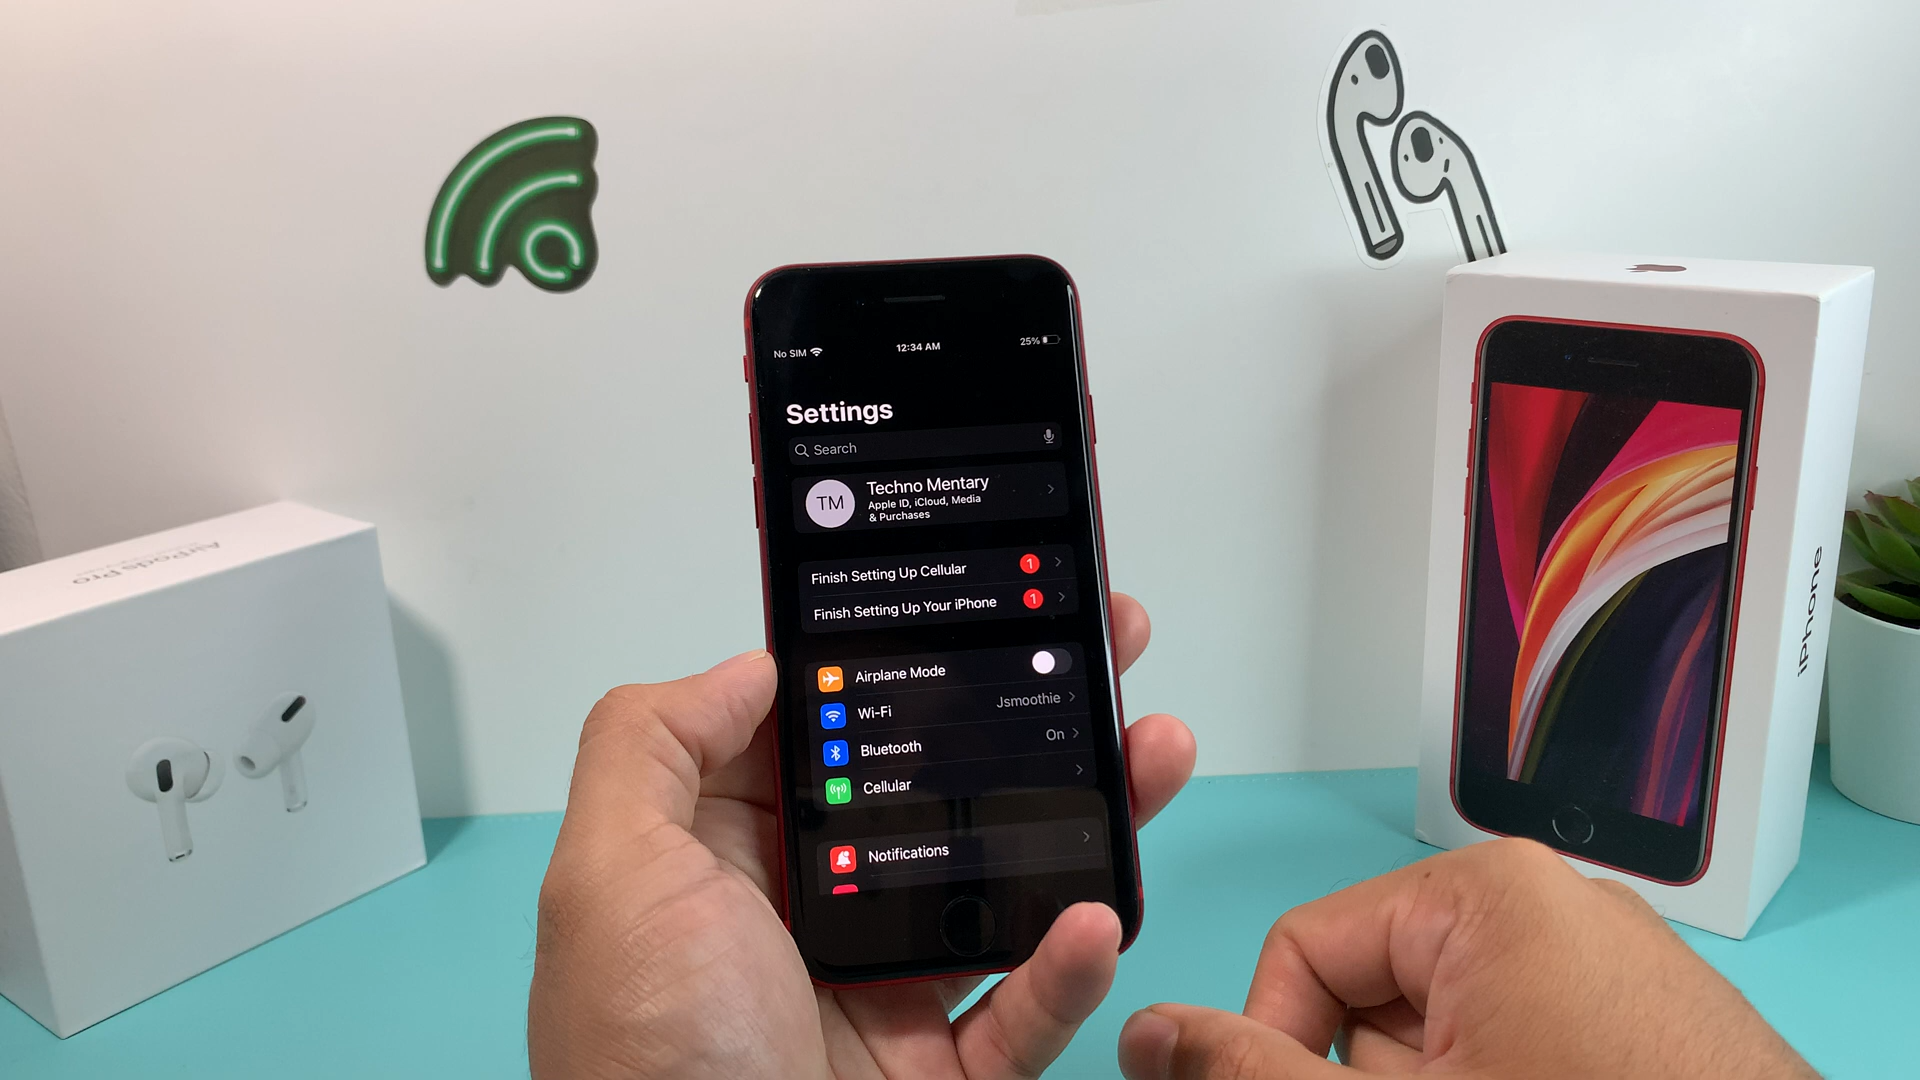 No SIM 12:34 AM 25%
Settings
Search
TM
Techno Mentary
Apple ID, iCloud, Media
& Purchases
Finish Setting Up Cellular 1
Finish Setting Up Your iPhone 1
Airplane Mode
Wi-Fi Jsmoothie
Bluetooth On
Cellular
Notifications
AirPods Pro
iPhone